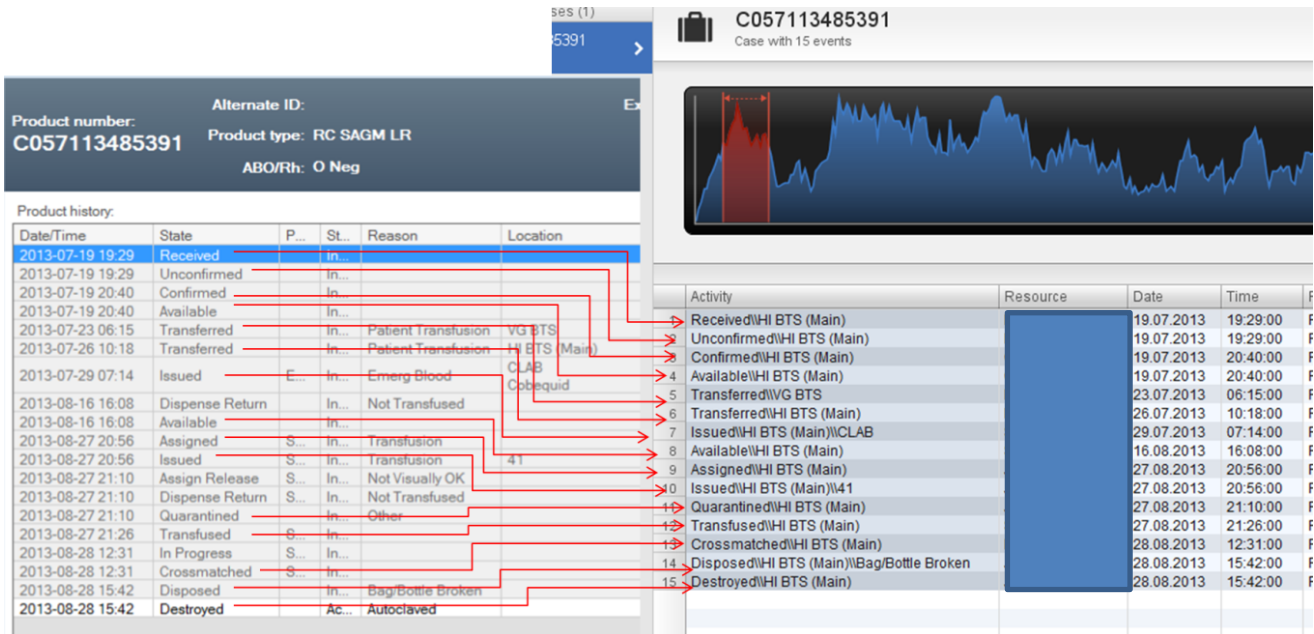 ses (1)
5391
C057113485391
Case with 15 events
Alternate ID:
Ex
Product number:
C057113485391
Product type: RC SAGM LR
ABO/Rh: O Neg
Product history:
Date/Time State P... St... Reason Location
2013-07-19 19:29 Received In...
2013-07-19 19:29 Unconfirmed In...
2013-07-19 20:40 Confirmed In...
2013-07-19 20:40 Available In...
2013-07-23 06:15 Transferred In... Patient Transfusion VG BTS
2013-07-26 10:18 Transferred In... Patient Transfusion HI BTS (Main)
2013-07-29 07:14 Issued E... In... Emerg Blood CLAB
Cobequid
2013-08-16 16:08 Dispense Return In... Not Transfused
2013-08-16 16:08 Available In...
2013-08-27 20:56 Assigned S... In... Transfusion
2013-08-27 20:56 Issued S... In... Transfusion 41
2013-08-27 21:10 Assign Release S... In... Not Visually OK
2013-08-27 21:10 Dispense Return S... In... Not Transfused
2013-08-27 21:10 Quarantined In... Other
2013-08-27 21:26 Transfused S... In...
2013-08-28 12:31 In Progress S... In...
2013-08-28 12:31 Crossmatched S... In...
2013-08-28 15:42 Disposed In... Bag/Bottle Broken
2013-08-28 15:42 Destroyed Ac... Autoclaved
Activity Resource Date Time F
1 Received\\HI BTS (Main) 19.07.2013 19:29:00 F
2 Unconfirmed\\HI BTS (Main) 19.07.2013 19:29:00 F
3 Confirmed\\HI BTS (Main) 19.07.2013 20:40:00 F
4 Available\\HI BTS (Main) 19.07.2013 20:40:00 F
5 Transferred\\VG BTS 23.07.2013 06:15:00 F
6 Transferred\\HI BTS (Main) 26.07.2013 10:18:00 F
7 Issued\\HI BTS (Main)\\CLAB 29.07.2013 07:14:00 F
8 Available\\HI BTS (Main) 16.08.2013 16:08:00 F
9 Assigned\\HI BTS (Main) 27.08.2013 20:56:00 F
10 Issued\\HI BTS (Main)\\41 27.08.2013 20:56:00 F
11 Quarantined\\HI BTS (Main) 27.08.2013 21:10:00 F
12 Transfused\\HI BTS (Main) 27.08.2013 21:26:00 F
13 Crossmatched\\HI BTS (Main) 28.08.2013 12:31:00 F
14 Disposed\\HI BTS (Main)\\Bag/Bottle Broken 28.08.2013 15:42:00 F
15 Destroyed\\HI BTS (Main) 28.08.2013 15:42:00 F